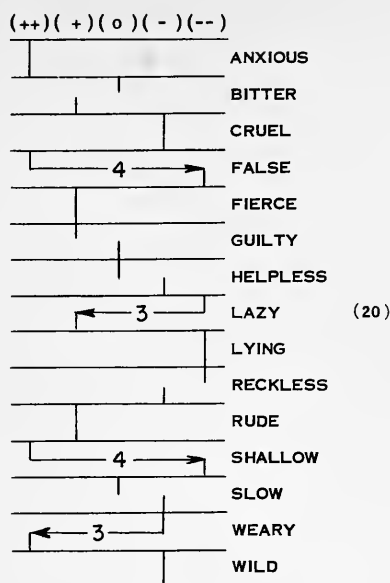 (++)(+)(o)(-)(--)
ANXIOUS
BITTER
CRUEL
4 FALSE
FIERCE
GUILTY
HELPLESS
3 LAZY (20)
LYING
RECKLESS
RUDE
4 SHALLOW
SLOW
3 WEARY
WILD